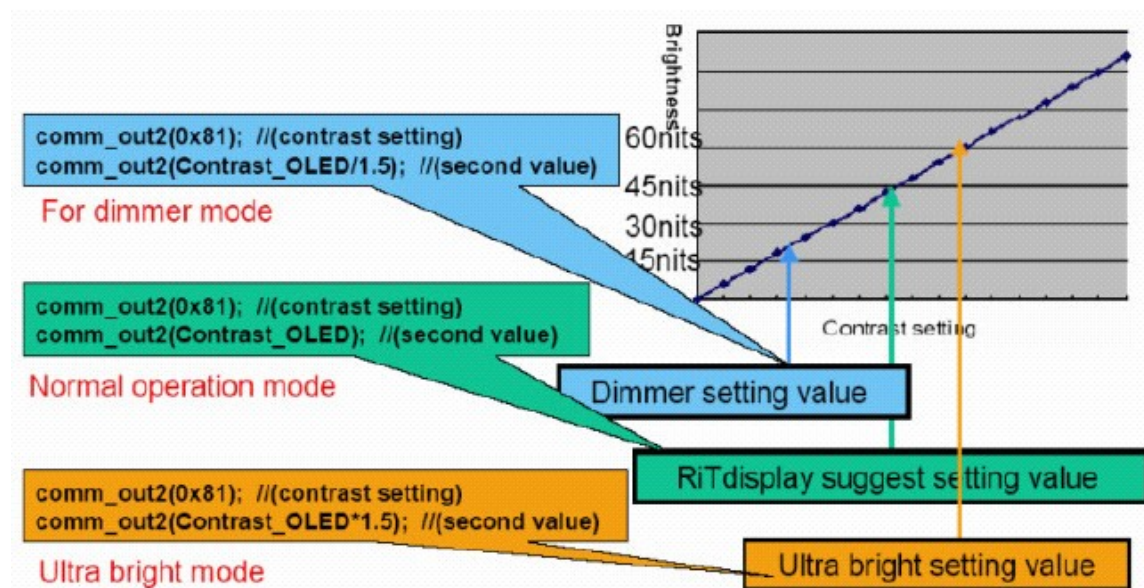 Brightness
60nits
45nits
30nits
15nits
Contrast setting
comm_out2(0x81); //(contrast setting)
comm_out2(Contrast_OLED/1.5); //(second value)
For dimmer mode
comm_out2(0x81); //(contrast setting)
comm_out2(Contrast_OLED); //(second value)
Normal operation mode
Dimmer setting value
RiTdisplay suggest setting value
comm_out2(0x81); //(contrast setting)
comm_out2(Contrast_OLED*1.5); //(second value)
Ultra bright mode
Ultra bright setting value